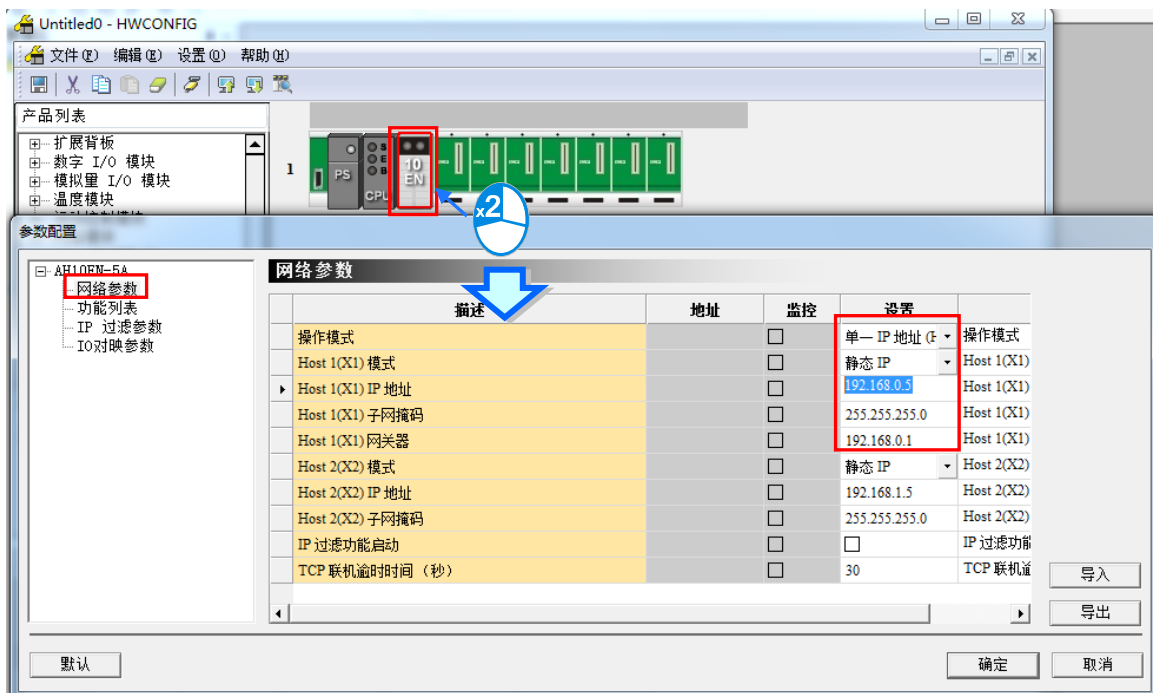 Untitled0 - HWCONFIG
文件(F) 编辑(E) 设置(O) 帮助(H)
产品列表
扩展背板
数字 I/O 模块
模拟量 I/O 模块
温度模块
1
PS
CPU
S
E
B
10
EN
x2
参数配置
AH10EN-5A
网络参数
功能列表
IP 过滤参数
IO对映参数
网络参数
描述 地址 监控 设置
操作模式 单一 IP 地址 (H 操作模式
Host 1(X1) 模式 静态 IP Host 1(X1)
Host 1(X1) IP 地址 192.168.0.5 Host 1(X1)
Host 1(X1) 子网掩码 255.255.255.0 Host 1(X1)
Host 1(X1) 网关器 192.168.0.1 Host 1(X1)
Host 2(X2) 模式 静态 IP Host 2(X2)
Host 2(X2) IP 地址 192.168.1.5 Host 2(X2)
Host 2(X2) 子网掩码 255.255.255.0 Host 2(X2)
IP 过滤功能启动 IP 过滤功能
TCP 联机逾时时间 （秒） 30 TCP 联机逾
导入
导出
默认 确定 取消